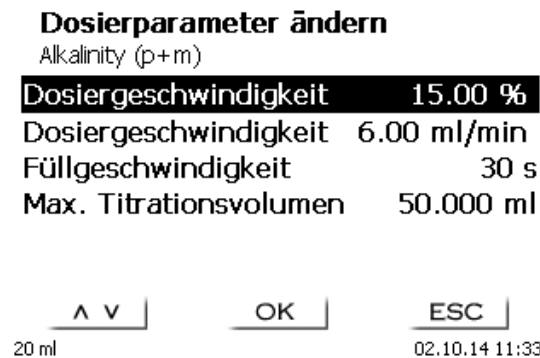 Dosierparameter ändern
Alkalinity (p+m)
Dosiergeschwindigkeit 15.00 %
Dosiergeschwindigkeit 6.00 ml/min
Füllgeschwindigkeit 30 s
Max. Titrationsvolumen 50.000 ml
∧ ∨ OK ESC
20 ml 02.10.14 11:33